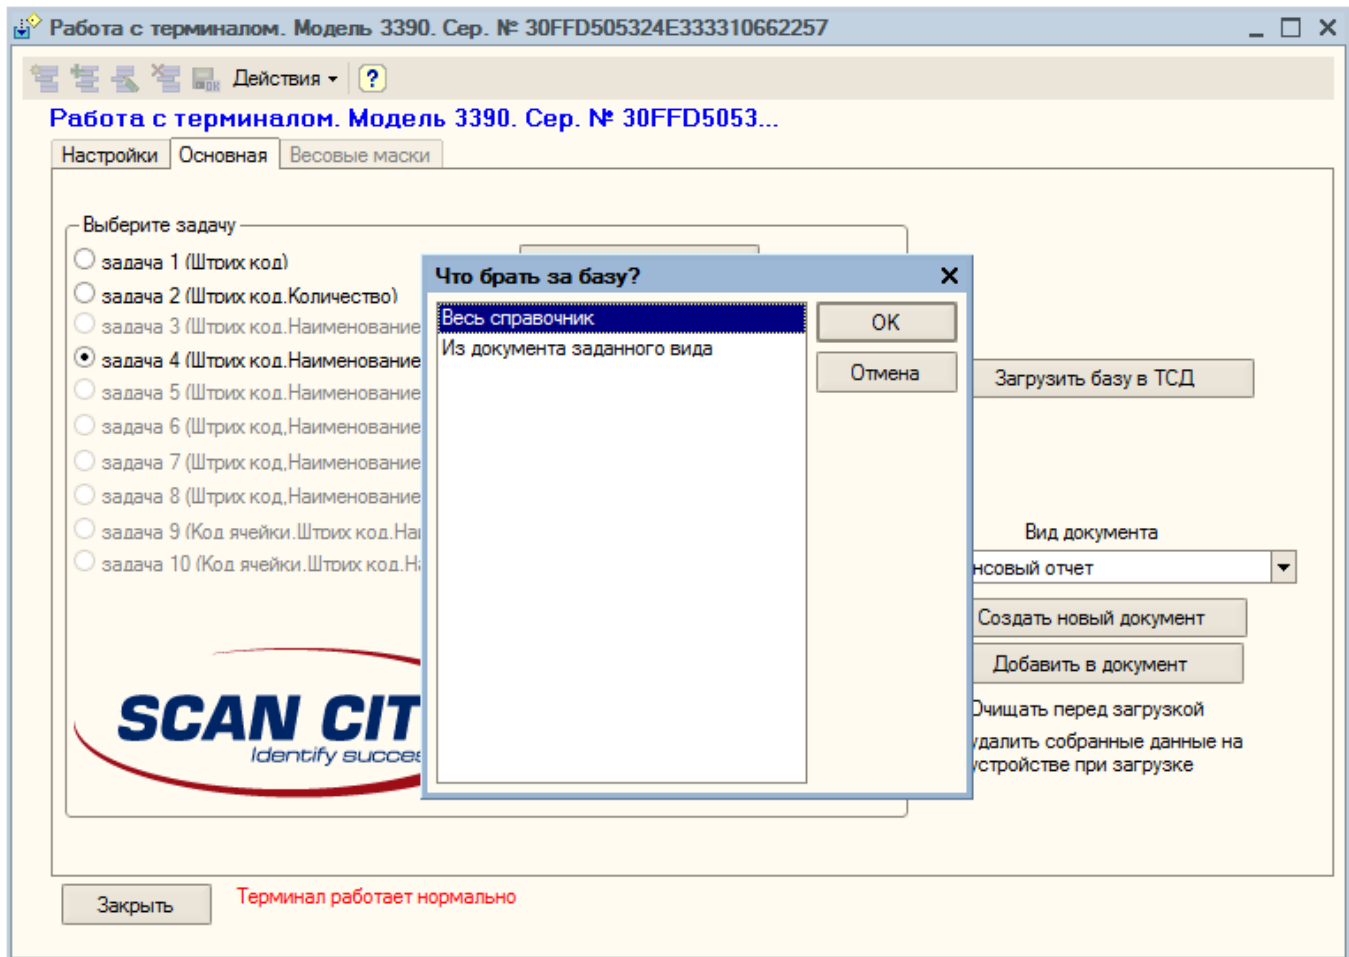 Работа с терминалом. Модель 3390. Сер. № 30FFD505324E333310662257
Действия
Работа с терминалом. Модель 3390. Сер. № 30FFD5053...
Настройки Основная Весовые маски
Выберите задачу
задача 1 (Штрих код)
задача 2 (Штрих код.Количество)
задача 3 (Штрих код.Наименование
задача 4 (Штрих код.Наименование
задача 5 (Штрих код.Наименование
задача 6 (Штрих код,Наименование
задача 7 (Штрих код,Наименование
задача 8 (Штрих код,Наименование
задача 9 (Код ячейки.Штрих код.На
задача 10 (Код ячейки.Штрих код.На
SCAN CIT
Identify succes
Что брать за базу?
Весь справочник
Из документа заданного вида
OK
Отмена
Загрузить базу в ТСД
Вид документа
нсовый отчет
Создать новый документ
Добавить в документ
Очищать перед загрузкой
удалить собранные данные на
устройстве при загрузке
Закрыть
Терминал работает нормально